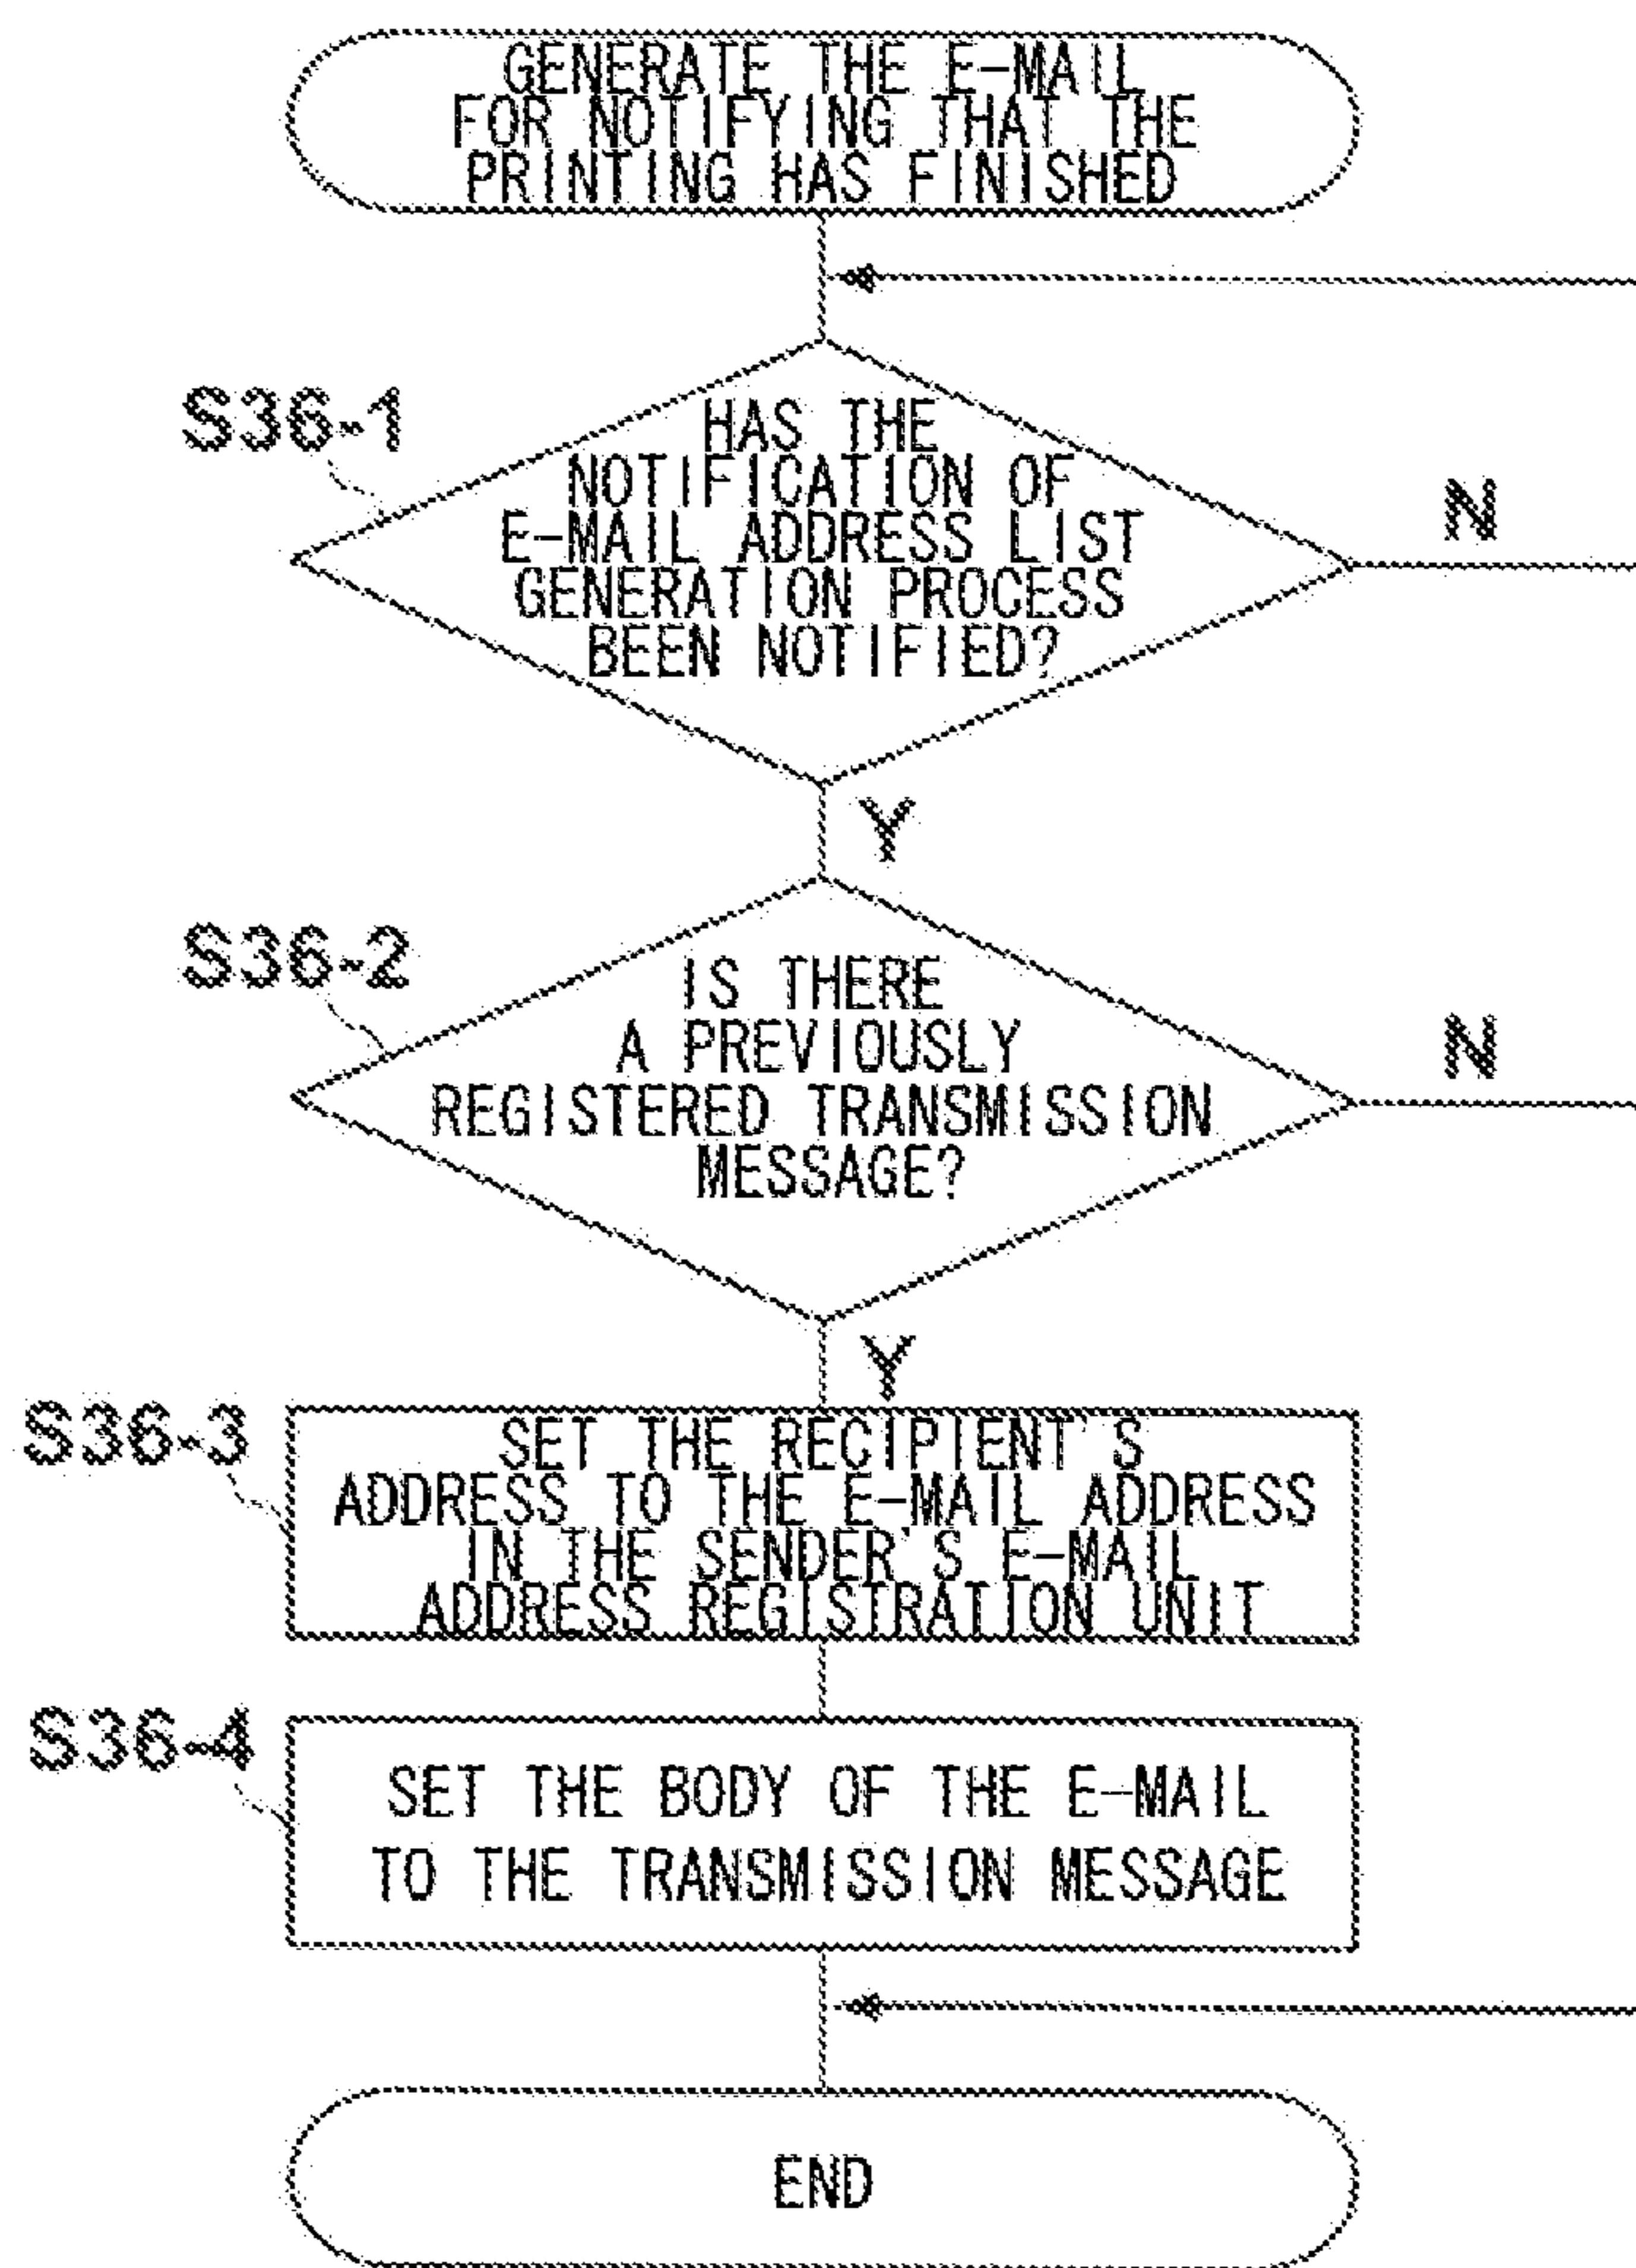 GENERATE THE E-MAIL
FOR NOTIFYING THAT THE
PRINTING HAS FINISHED
S36-1
HAS THE
NOTIFICATION OF
E-MAIL ADDRESS LIST
GENERATION PROCESS
BEEN NOTIFIED?
N
Y
S36-2
IS THERE
A PREVIOUSLY
REGISTERED TRANSMISSION
MESSAGE?
N
Y
S36-3
SET THE RECIPIENT'S
ADDRESS TO THE E-MAIL ADDRESS
IN THE SENDER'S E-MAIL
ADDRESS REGISTRATION UNIT
S36-4
SET THE BODY OF THE E-MAIL
TO THE TRANSMISSION MESSAGE
END